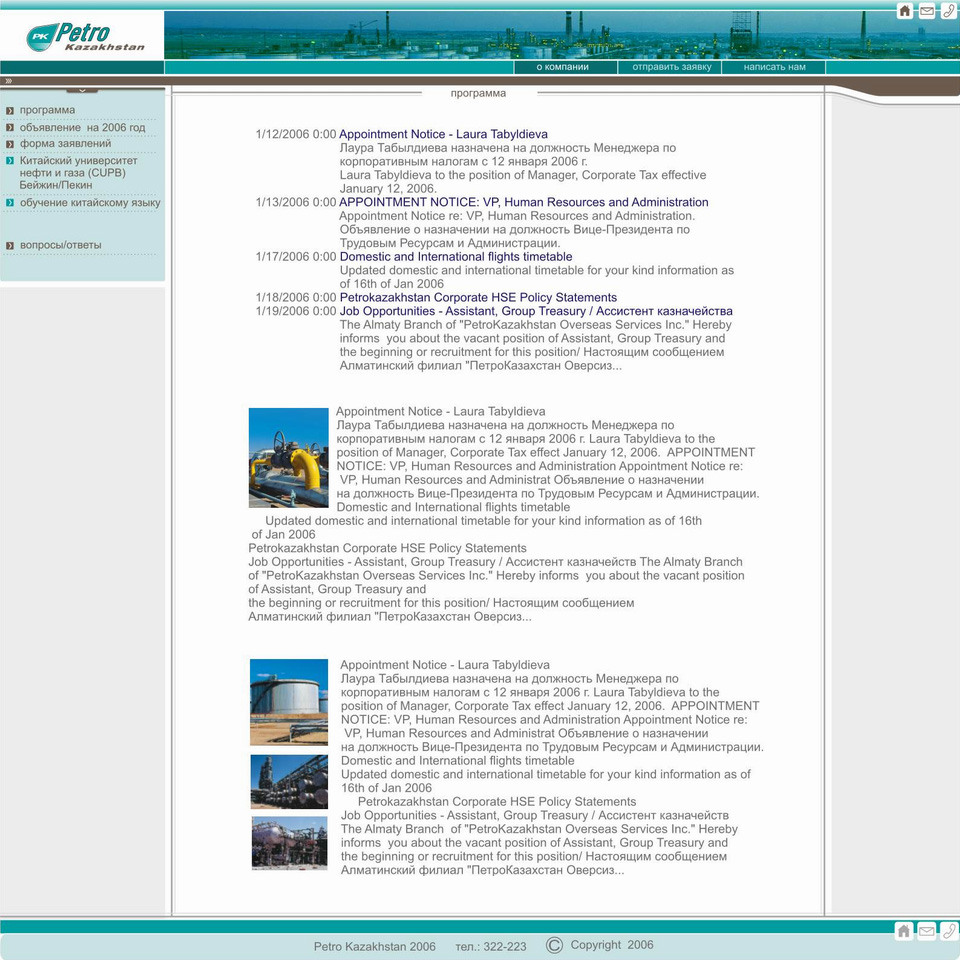 PK Petro
Kazakhstan
о компании
отправить заявку
написать нам
программа
программа
объявление на 2006 год
форма заявлений
Китайский университет
нефти и газа (CUPB)
Бейжин/Пекин
обучение китайскому языку
вопросы/ответы
1/12/2006 0:00 Appointment Notice - Laura Tabyldieva
Лаура Табылдиева назначена на должность Менеджера по
корпоративным налогам с 12 января 2006 г.
Laura Tabyldieva to the position of Manager, Corporate Tax effective
January 12, 2006.
1/13/2006 0:00 APPOINTMENT NOTICE: VP, Human Resources and Administration
Appointment Notice re: VP, Human Resources and Administration.
Объявление о назначении на должность Вице-Президента по
Трудовым Ресурсам и Администрации.
1/17/2006 0:00 Domestic and International flights timetable
Updated domestic and international timetable for your kind information as
of 16th of Jan 2006
1/18/2006 0:00 Petrokazakhstan Corporate HSE Policy Statements
1/19/2006 0:00 Job Opportunities - Assistant, Group Treasury / Ассистент казначейства
The Almaty Branch of "PetroKazakhstan Overseas Services Inc." Hereby
informs you about the vacant position of Assistant, Group Treasury and
the beginning or recruitment for this position/ Настоящим сообщением
Алматинский филиал "ПетроКазахстан Оверсиз...
Appointment Notice - Laura Tabyldieva
Лаура Табылдиева назначена на должность Менеджера по
корпоративным налогам с 12 января 2006 г. Laura Tabyldieva to the
position of Manager, Corporate Tax effect January 12, 2006. APPOINTMENT
NOTICE: VP, Human Resources and Administration Appointment Notice re:
VP, Human Resources and Administrat Объявление о назначении
на должность Вице-Президента по Трудовым Ресурсам и Администрации.
Domestic and International flights timetable
Updated domestic and international timetable for your kind information as of 16th
of Jan 2006
Petrokazakhstan Corporate HSE Policy Statements
Job Opportunities - Assistant, Group Treasury / Ассистент казначейств The Almaty Branch
of "PetroKazakhstan Overseas Services Inc." Hereby informs you about the vacant position
of Assistant, Group Treasury and
the beginning or recruitment for this position/ Настоящим сообщением
Алматинский филиал "ПетроКазахстан Оверсиз...
Appointment Notice - Laura Tabyldieva
Лаура Табылдиева назначена на должность Менеджера по
корпоративным налогам с 12 января 2006 г. Laura Tabyldieva to the
position of Manager, Corporate Tax effect January 12, 2006. APPOINTMENT
NOTICE: VP, Human Resources and Administration Appointment Notice re:
VP, Human Resources and Administrat Объявление о назначении
на должность Вице-Президента по Трудовым Ресурсам и Администрации.
Domestic and International flights timetable
Updated domestic and international timetable for your kind information as of
16th of Jan 2006
Petrokazakhstan Corporate HSE Policy Statements
Job Opportunities - Assistant, Group Treasury / Ассистент казначейств
The Almaty Branch of "PetroKazakhstan Overseas Services Inc." Hereby
informs you about the vacant position of Assistant, Group Treasury and
the beginning or recruitment for this position/ Настоящим сообщением
Алматинский филиал "ПетроКазахстан Оверсиз...
Petro Kazakhstan 2006 тел.: 322-223 © Copyright 2006